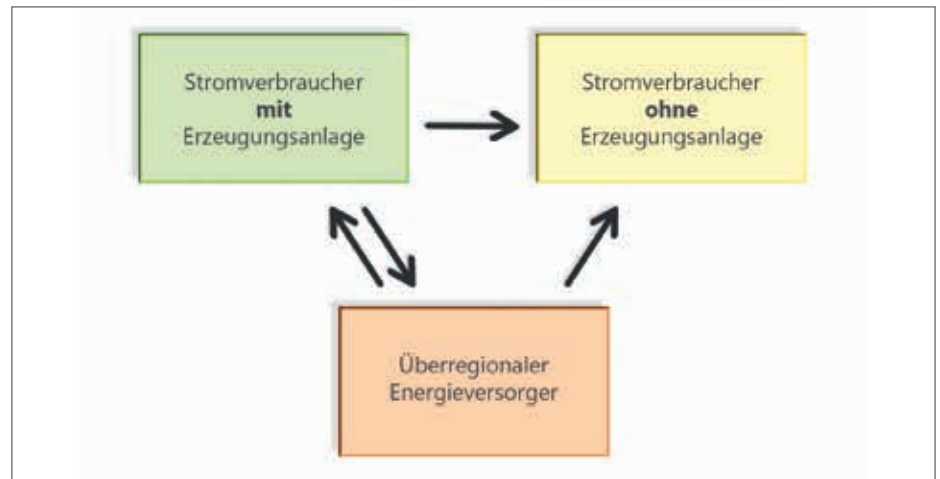 Stromverbraucher
mit
Erzeugungsanlage
Stromverbraucher
ohne
Erzeugungsanlage
Überregionaler
Energieversorger